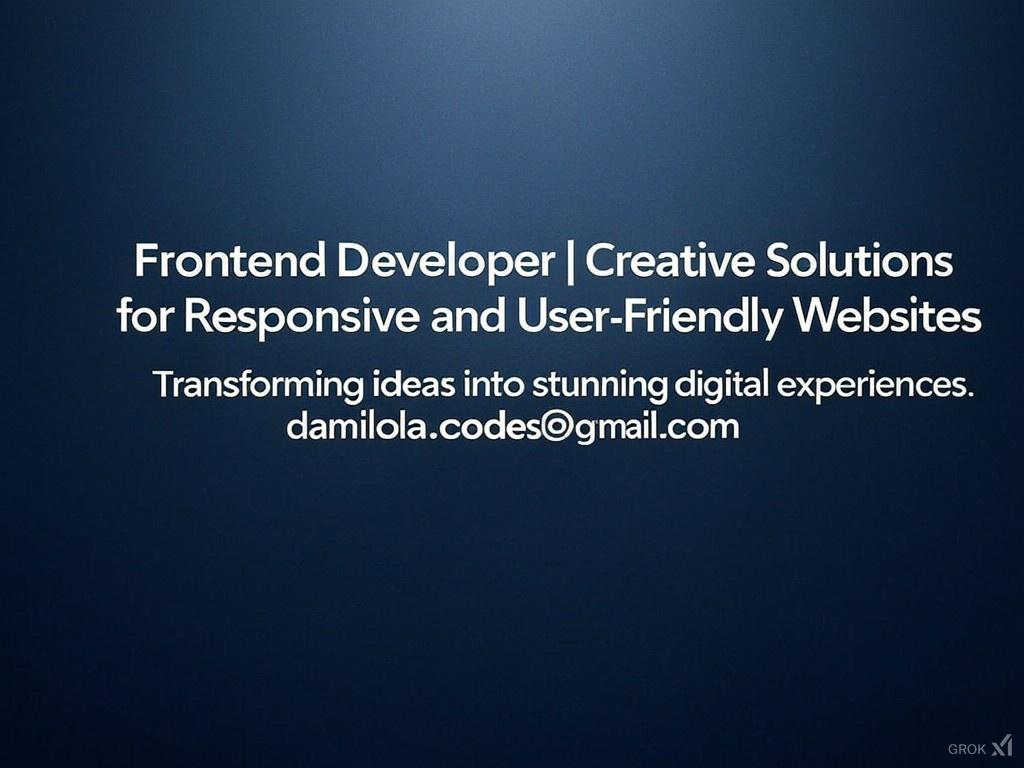 Frontend Developer | Creative Solutions
for Responsive and User-Friendly Websites
Transforming ideas into stunning digital experiences.
damilola.codes@gmail.com
GROK